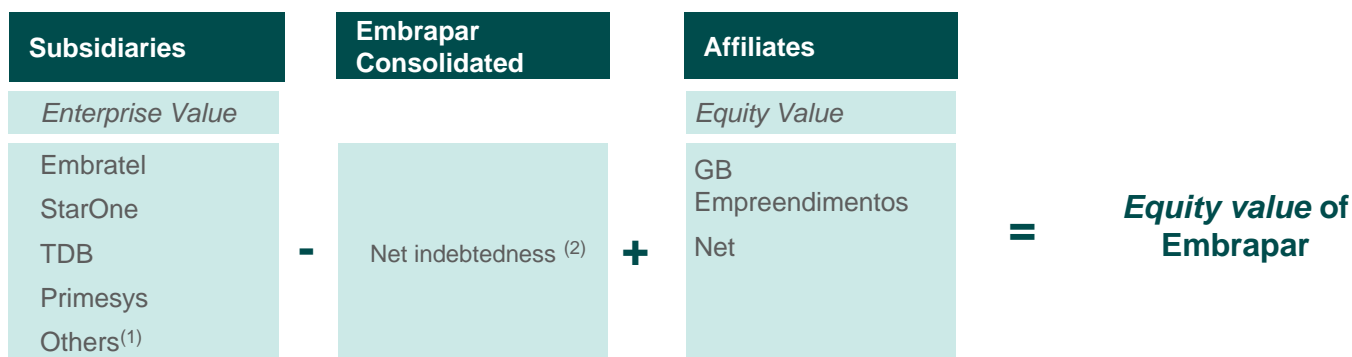 Subsidiaries
Enterprise Value
Embratel
StarOne
TDB
Primesys
Others(1)
-
Embrapar
Consolidated
Net indebtedness (2)
+
Affiliates
Equity Value
GB
Empreendimentos
Net
=
Equity value of
Embrapar